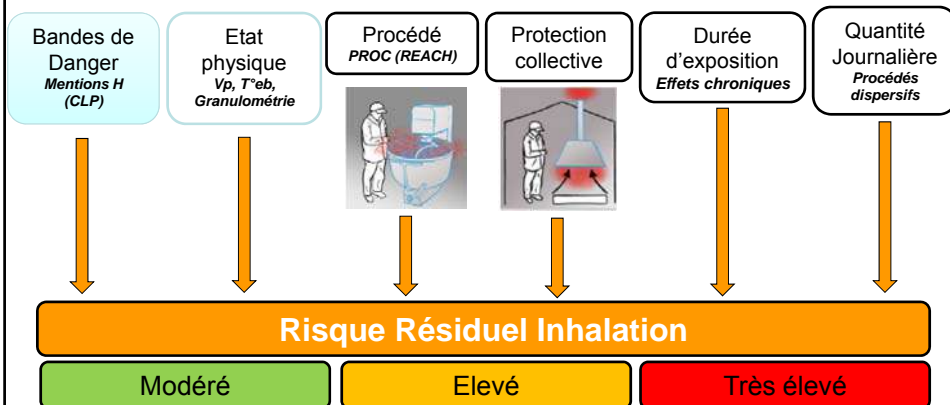 Bandes de
Danger
Mentions H
(CLP)
Etat
physique
Vp, T°eb,
Granulométrie
Procédé
PROC (REACH)
Protection
collective
Durée
d'exposition
Effets chroniques
Quantité
Journalière
Procédés
dispersifs
Risque Résiduel Inhalation
Modéré
Elevé
Très élevé